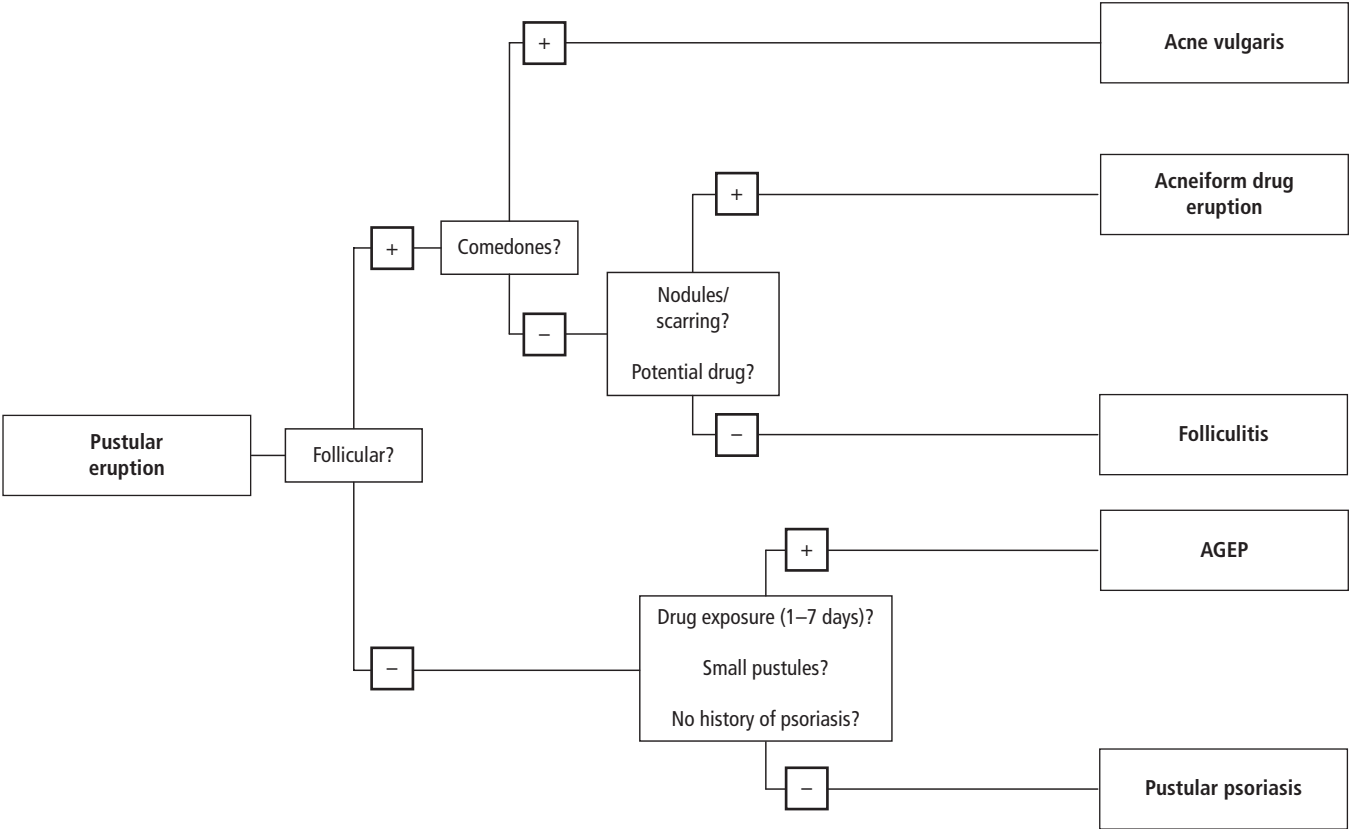 +
Acne vulgaris
+
Acneiform drug
eruption
+
Comedones?
−
Nodules/
scarring?
Potential drug?
−
Folliculitis
Pustular
eruption
Follicular?
+
AGEP
−
Drug exposure (1–7 days)?
Small pustules?
No history of psoriasis?
−
Pustular psoriasis